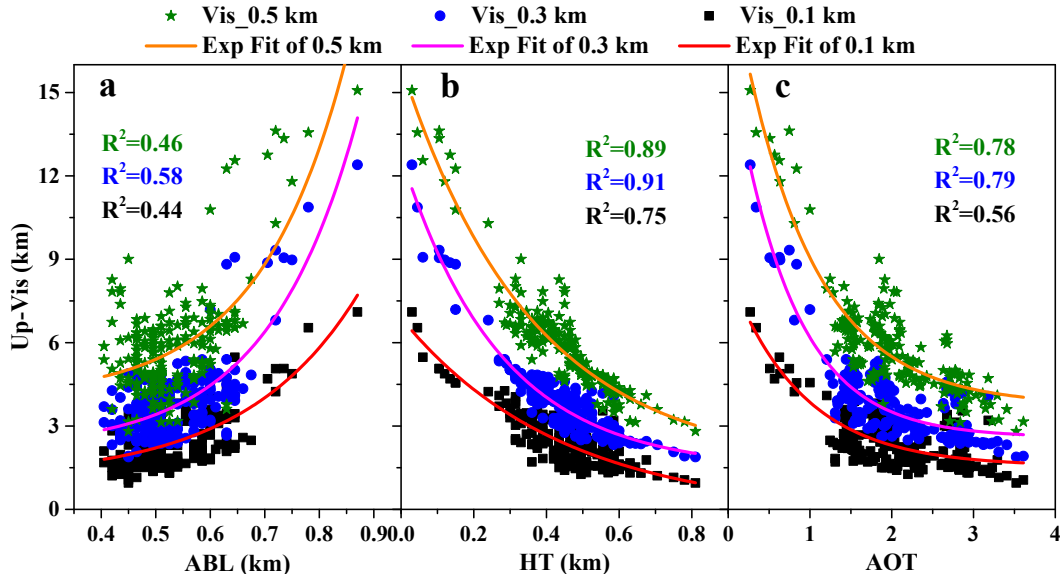 Vis_0.5 km Vis_0.3 km Vis_0.1 km
Exp Fit of 0.5 km Exp Fit of 0.3 km Exp Fit of 0.1 km
a b c
R²=0.46 R²=0.89 R²=0.78
R²=0.58 R²=0.91 R²=0.79
R²=0.44 R²=0.75 R²=0.56
15
12
9
6
3
0
Up-Vis (km)
0.4 0.5 0.6 0.7 0.8 0.90.0 0.2 0.4 0.6 0.8 0 1 2 3 4
ABL (km) HT (km) AOT